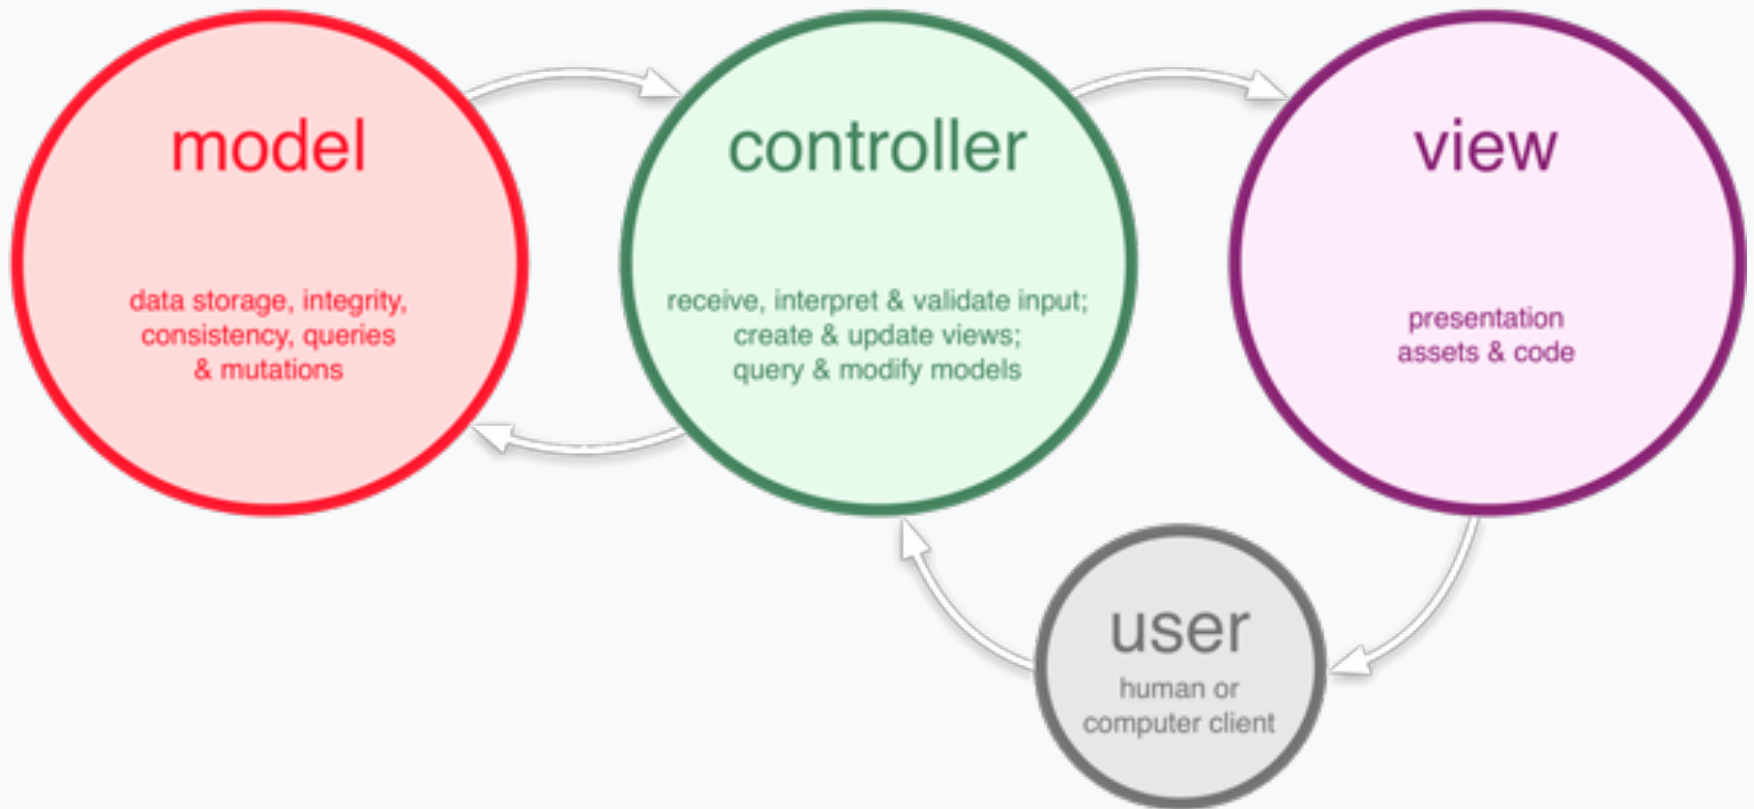 model
data storage, integrity,
consistency, queries
& mutations
controller
receive, interpret & validate input;
create & update views;
query & modify models
view
presentation
assets & code
user
human or
computer client